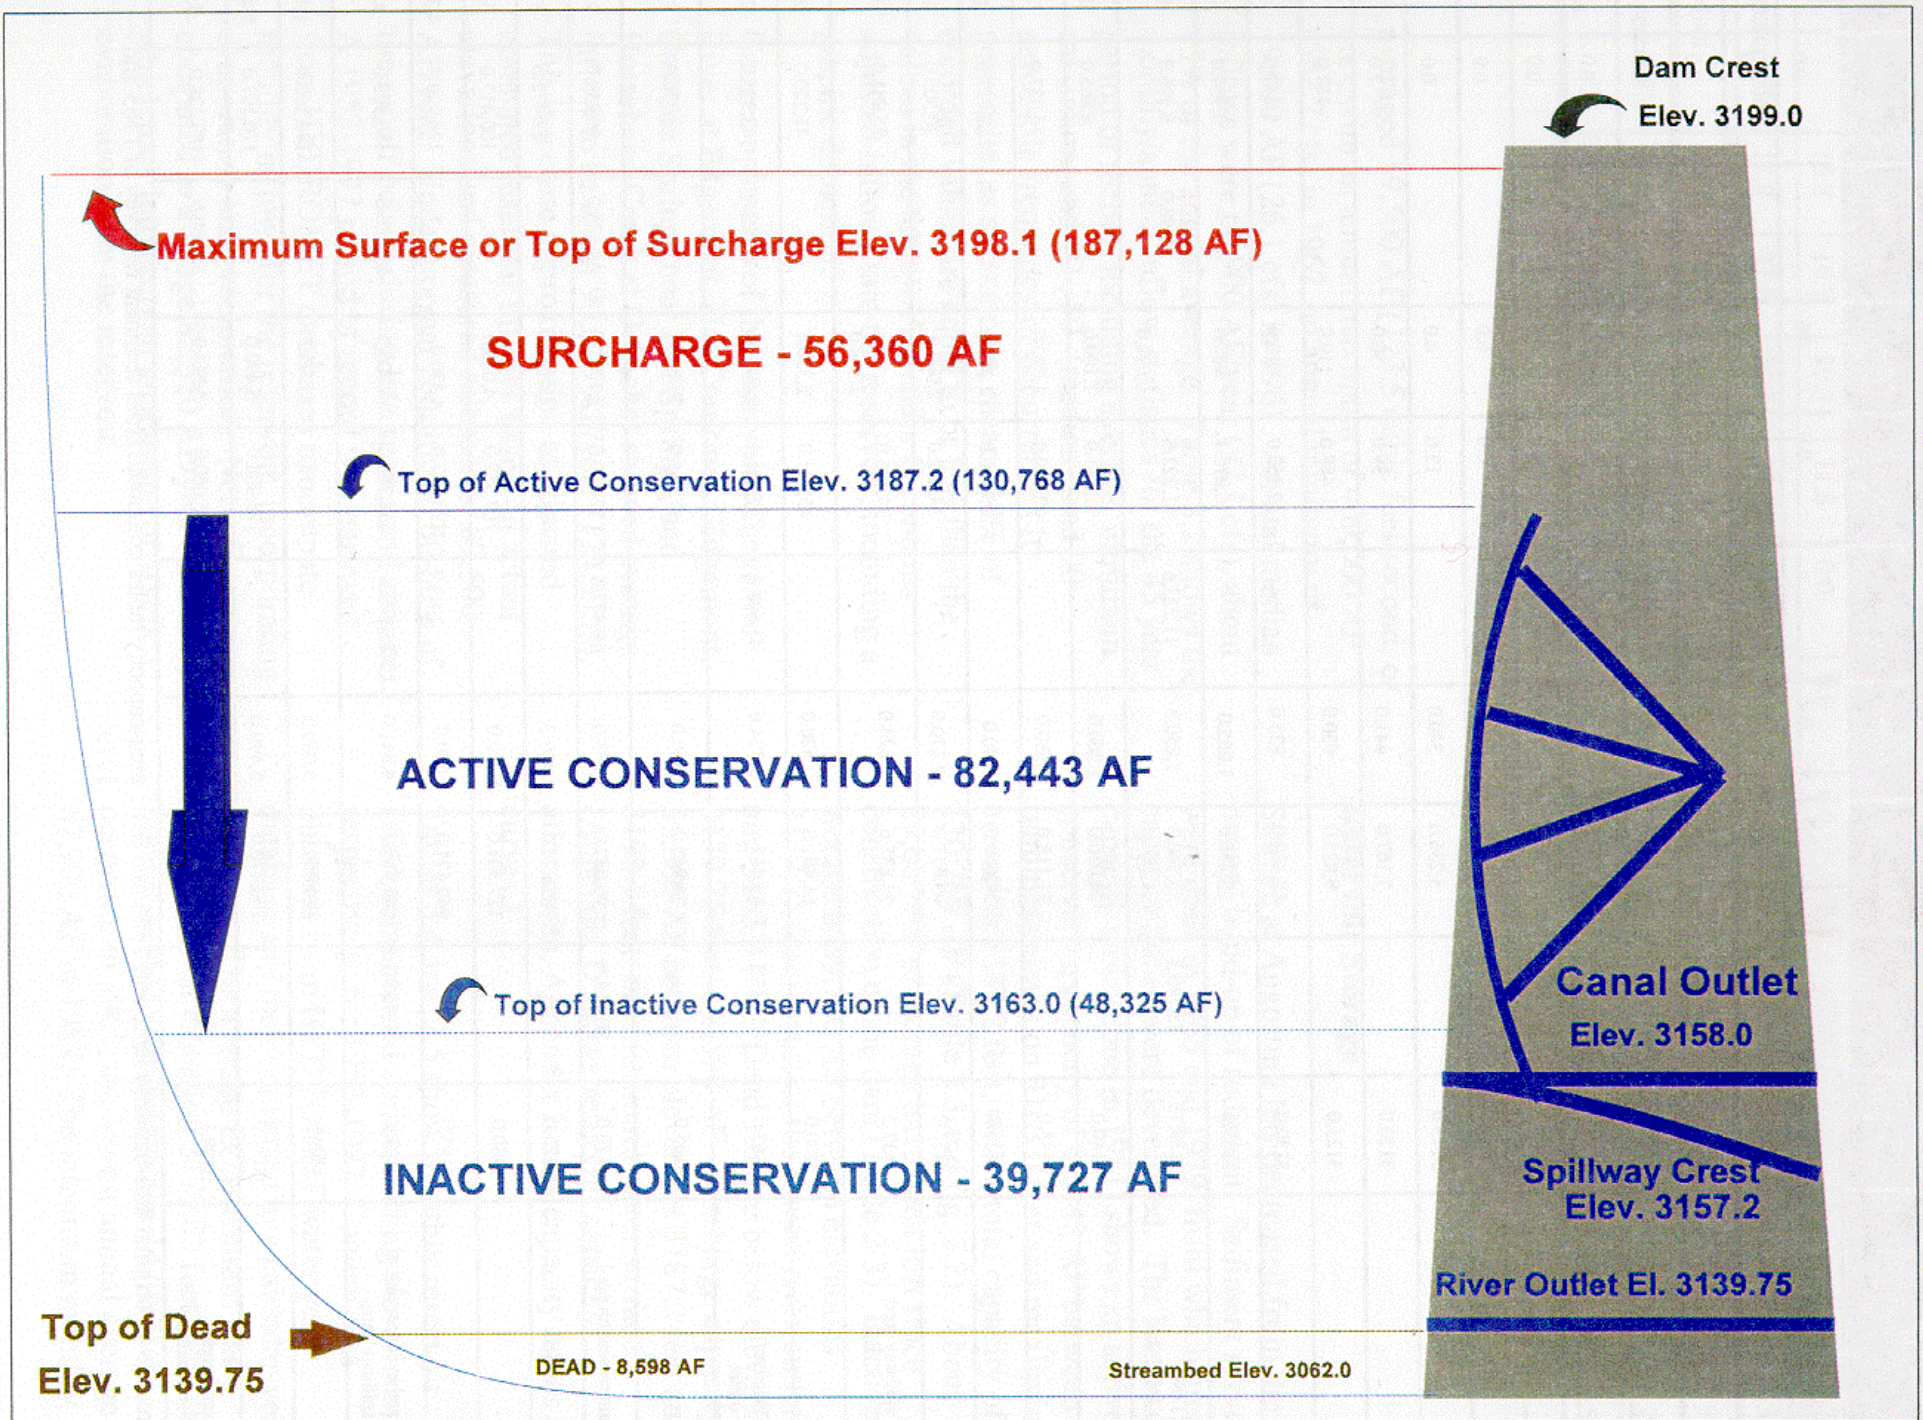 Dam Crest
Elev. 3199.0
Maximum Surface or Top of Surcharge Elev. 3198.1 (187,128 AF)
SURCHARGE - 56,360 AF
Top of Active Conservation Elev. 3187.2 (130,768 AF)
ACTIVE CONSERVATION - 82,443 AF
Canal Outlet
Elev. 3158.0
Top of Inactive Conservation Elev. 3163.0 (48,325 AF)
INACTIVE CONSERVATION - 39,727 AF
Spillway Crest
Elev. 3157.2
River Outlet El. 3139.75
Top of Dead
Elev. 3139.75
DEAD - 8,598 AF
Streambed Elev. 3062.0